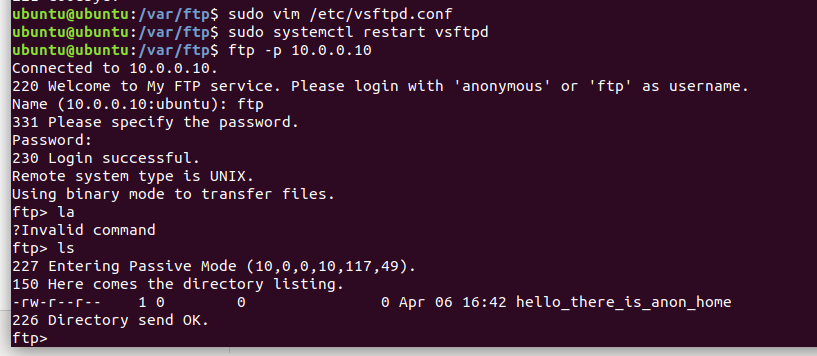 ubuntu@ubuntu:/var/ftp$ sudo vim /etc/vsftpd.conf
ubuntu@ubuntu:/var/ftp$ sudo systemctl restart vsftpd
ubuntu@ubuntu:/var/ftp$ ftp -p 10.0.0.10
Connected to 10.0.0.10.
220 Welcome to My FTP service. Please login with 'anonymous' or 'ftp' as username.
Name (10.0.0.10:ubuntu): ftp
331 Please specify the password.
Password:
230 Login successful.
Remote system type is UNIX.
Using binary mode to transfer files.
ftp> la
?Invalid command
ftp> ls
227 Entering Passive Mode (10,0,0,10,117,49).
150 Here comes the directory listing.
-rw-r--r--    1 0        0               0 Apr 06 16:42 hello_there_is_anon_home
226 Directory send OK.
ftp>